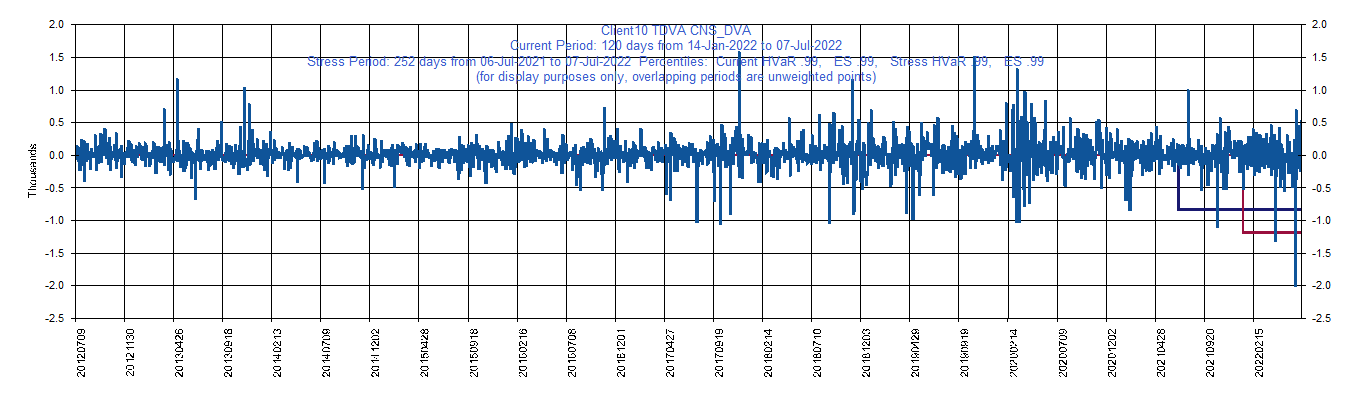 Client10 TDVA CNS_DVA
Current Period: 120 days from 14-Jan-2022 to 07-Jul-2022
Stress Period: 252 days from 06-Jul-2021 to 07-Jul-2022  Percentiles:  Current HVaR .99,   ES .99,   Stress HVaR .99,   ES .99
(for display purposes only, overlapping periods are unweighted points)
2.0 2.0
1.5 1.5
1.0 1.0
0.5 0.5
0.0 0.0
-0.5 -0.5
-1.0 -1.0
-1.5 -1.5
-2.0 -2.0
-2.5 -2.5
Thousands
20120709 20121130 20130426 20130918 20140213 20140709 20141202 20150428 20150918 20160216 20160708 20161201 20170427 20170919 20180214 20180710 20181203 20190429 20190919 20200214 20200709 20201202 20210428 20210920 20220215